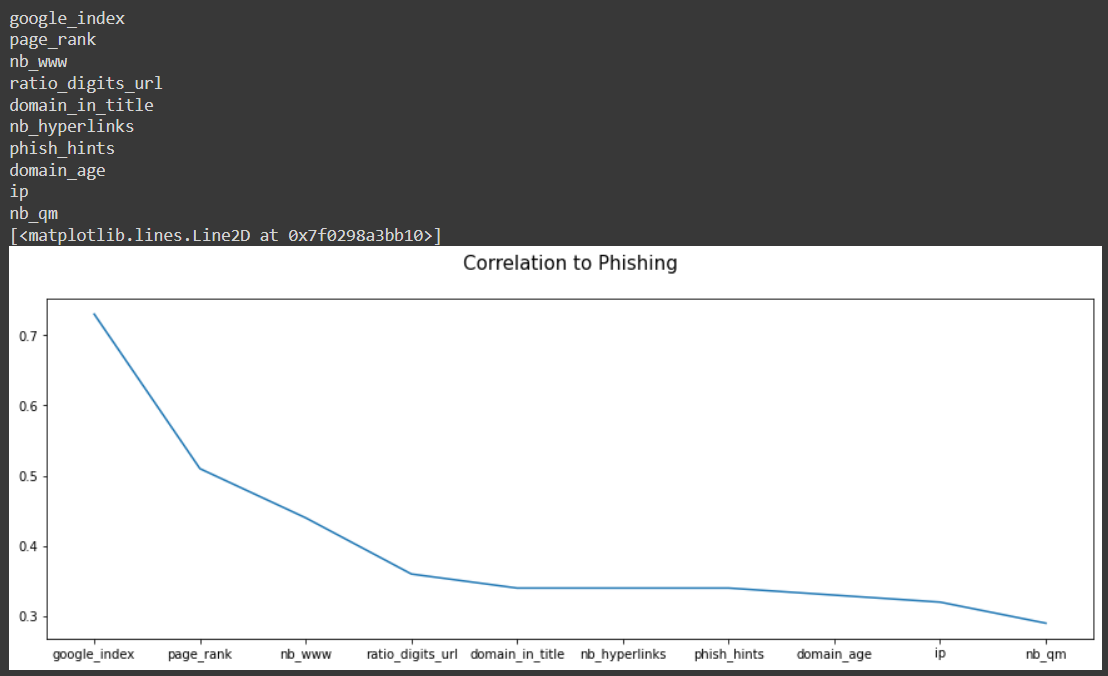 google_index
page_rank
nb_www
ratio_digits_url
domain_in_title
nb_hyperlinks
phish_hints
domain_age
ip
nb_qm
[<matplotlib.lines.Line2D at 0x7f0298a3bb10>]
Correlation to Phishing
0.7
0.6
0.5
0.4
0.3
google_index page_rank nb_www ratio_digits_url domain_in_title nb_hyperlinks phish_hints domain_age ip nb_qm